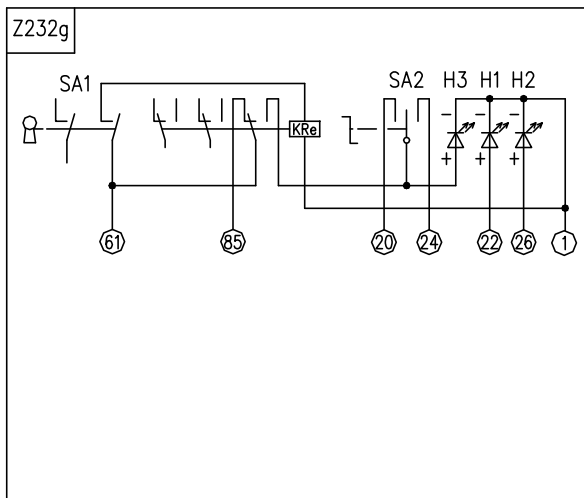 Z232g
SA1 SA2 H3 H1 H2
KRe
- - -
+ + +
61 85 20 24 22 26 1